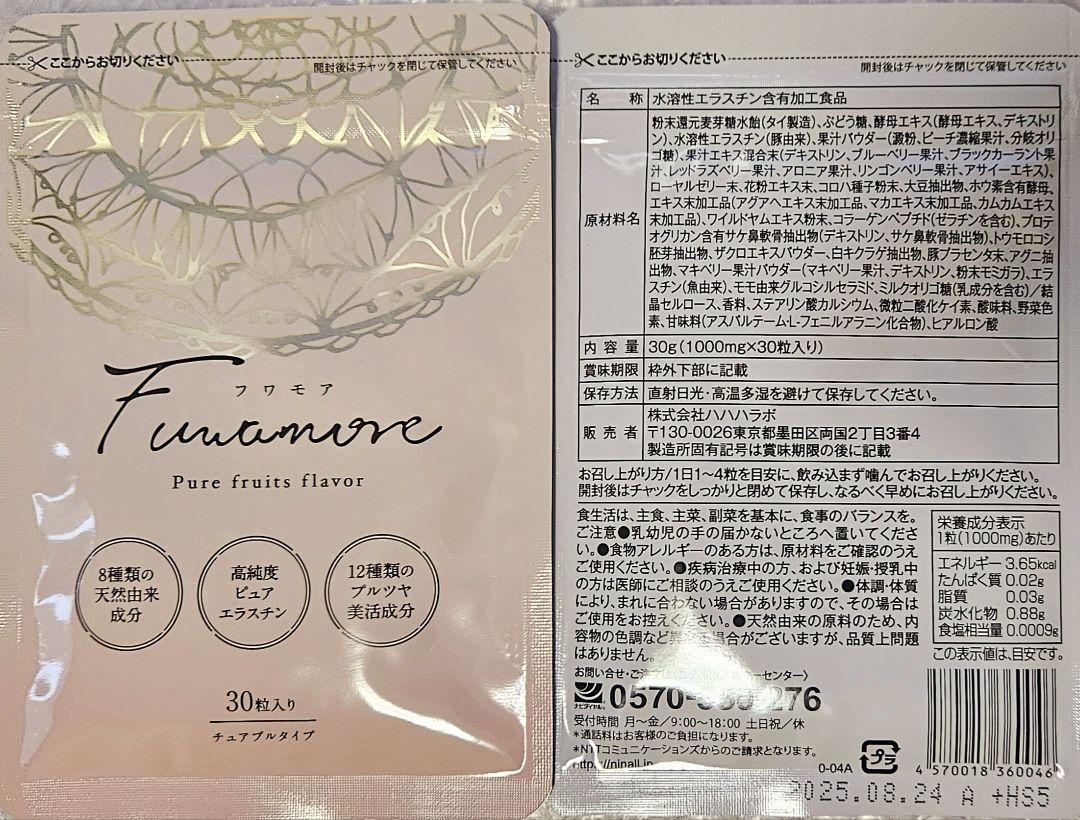 ここからお切りください
開封後はチャックを閉じて保管してください
Fuwamore
フワモア
Pure fruits flavor
8種類の
天然由来
成分
高純度
ピュア
エラスチン
12種類の
プルツヤ
美活成分
30粒入り
チュアブルタイプ
ここからお切りください
開封後はチャックを閉じて保管してください
名 称 水溶性エラスチン含有加工食品
原材料名
粉末還元麦芽糖水飴(タイ製造)、ぶどう糖、酵母エキス(酵母エキス、デキストリ
ン)、水溶性エラスチン(豚由来)、果汁パウダー(澱粉、ピーチ濃縮果汁、分岐オリ
ゴ糖)、果汁エキス混合末(デキストリン、ブルーベリー果汁、ブラックカーラント果
汁、レッドラズベリー果汁、アロニア果汁、リンゴンベリー果汁、アサイーエキス)、
ローヤルゼリー末、花粉エキス末、コロハ種子粉末、大豆抽出物、ホウ素含有酵母、
エキス末加工品(アグアヘエキス末加工品、マカエキス末加工品、カムカムエキス
末加工品)、ワイルドヤムエキス粉末、コラーゲンペプチド(ゼラチンを含む)、プロテ
オグリカン含有サケ鼻軟骨抽出物(デキストリン、サケ鼻軟骨抽出物)、トウモロコシ
胚芽抽出物、ザクロエキスパウダー、白キクラゲ抽出物、豚プラセンタ末、アグニ抽
出物、マキベリー果汁パウダー(マキベリー果汁、デキストリン、粉末モミガラ)、エラ
スチン(魚由来)、モモ由来グルコシルセラミド、ミルクオリゴ糖(乳成分を含む)/結
晶セルロース、香料、ステアリン酸カルシウム、微粒二酸化ケイ素、酸味料、野菜色
素、甘味料(アスパルテーム・L-フェニルアラニン化合物)、ヒアルロン酸
内 容 量 30g(1000mg×30粒入り)
賞味期限 枠外下部に記載
保存方法 直射日光・高温多湿を避けて保存してください。
販 売 者
株式会社ハハハラボ
〒130-0026東京都墨田区両国2丁目3番4
製造所固有記号は賞味期限の後に記載
お召し上がり方/1日1〜4粒を目安に、飲み込まず噛んでお召し上がりください。
開封後はチャックをしっかりと閉めて保存し、なるべく早めにお召し上がりください。
食生活は、主食、主菜、副菜を基本に、食事のバランスを。
ご注意●乳幼児の手の届かないところへ置いてくださ
い。●食物アレルギーのある方は、原材料をご確認のうえ
ご使用ください。●疾病治療中の方、および妊娠・授乳中
の方は医師にご相談のうえご使用ください。●体調・体質
により、まれに合わない場合がありますので、その場合は
ご使用をお控えください。●天然由来の原料のため、内
容物の色調など 場合がございますが、品質上問題
はありません。
栄養成分表示
1粒(1000mg)あたり
エネルギー 3.65kcal
たんぱく質 0.02g
脂質 0.03g
炭水化物 0.88g
食塩相当量 0.0009g
この表示値は、目安です。
お問い合せ・ご ーセンター〉
ナビダイヤル 0570- 276
受付時間 月〜金/9:00〜18:00 土日祝/休
*通話料はお客様のご負担になります。
*NTTコミュニケーションズからのご請求となります。
プラ
0-04A
4 570018 360046
2025.08.24 A +HS5